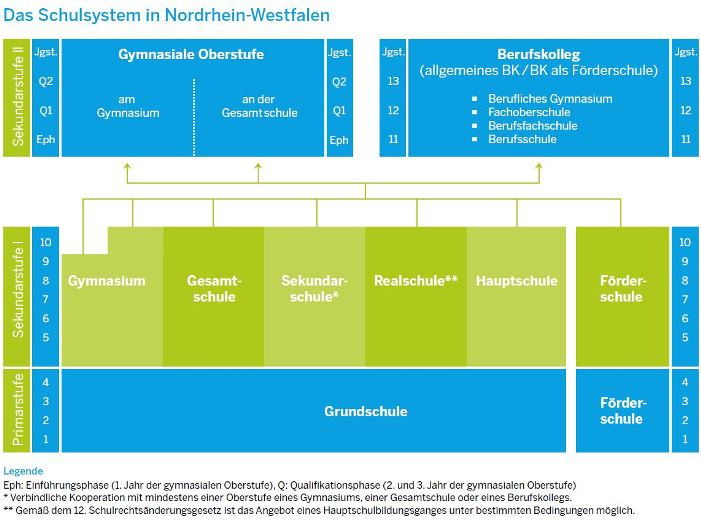 Das Schulsystem in Nordrhein-Westfalen
Sekundarstufe II
Jgst.
Q2
Q1
Eph
Gymnasiale Oberstufe
am
Gymnasium
an der
Gesamtschule
Jgst.
Q2
Q1
Eph
Jgst.
13
12
11
Berufskolleg
(allgemeines BK/BK als Förderschule)
▪ Berufliches Gymnasium
▪ Fachoberschule
▪ Berufsfachschule
▪ Berufsschule
Jgst.
13
12
11
Sekundarstufe I
10
9
8
7
6
5
Gymnasium
Gesamt-
schule
Sekundar-
schule*
Realschule**
Hauptschule
Förder-
schule
10
9
8
7
6
5
Primarstufe
4
3
2
1
Grundschule
Förder-
schule
4
3
2
1
Legende
Eph: Einführungsphase (1. Jahr der gymnasialen Oberstufe), Q: Qualifikationsphase (2. und 3. Jahr der gymnasialen Oberstufe)
* Verbindliche Kooperation mit mindestens einer Oberstufe eines Gymnasiums, einer Gesamtschule oder eines Berufskollegs.
** Gemäß dem 12. Schulrechtsänderungsgesetz ist das Angebot eines Hauptschulbildungsganges unter bestimmten Bedingungen möglich.